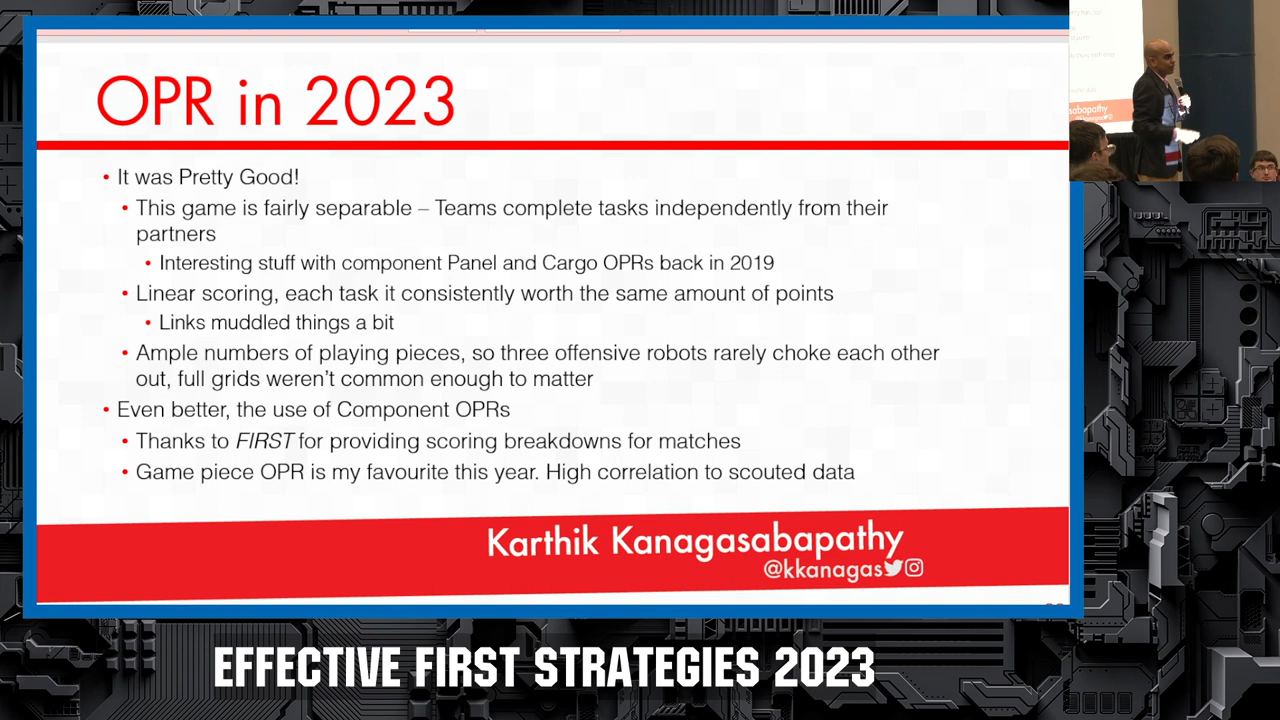 OPR in 2023
• It was Pretty Good!
• This game is fairly separable – Teams complete tasks independently from their
partners
• Interesting stuff with component Panel and Cargo OPRs back in 2019
• Linear scoring, each task it consistently worth the same amount of points
• Links muddled things a bit
• Ample numbers of playing pieces, so three offensive robots rarely choke each other
out, full grids weren't common enough to matter
• Even better, the use of Component OPRs
• Thanks to FIRST for providing scoring breakdowns for matches
• Game piece OPR is my favourite this year. High correlation to scouted data
Karthik Kanagasabapathy
@kkanagas
sabapathy
@kkanagas
EFFECTIVE FIRST STRATEGIES 2023